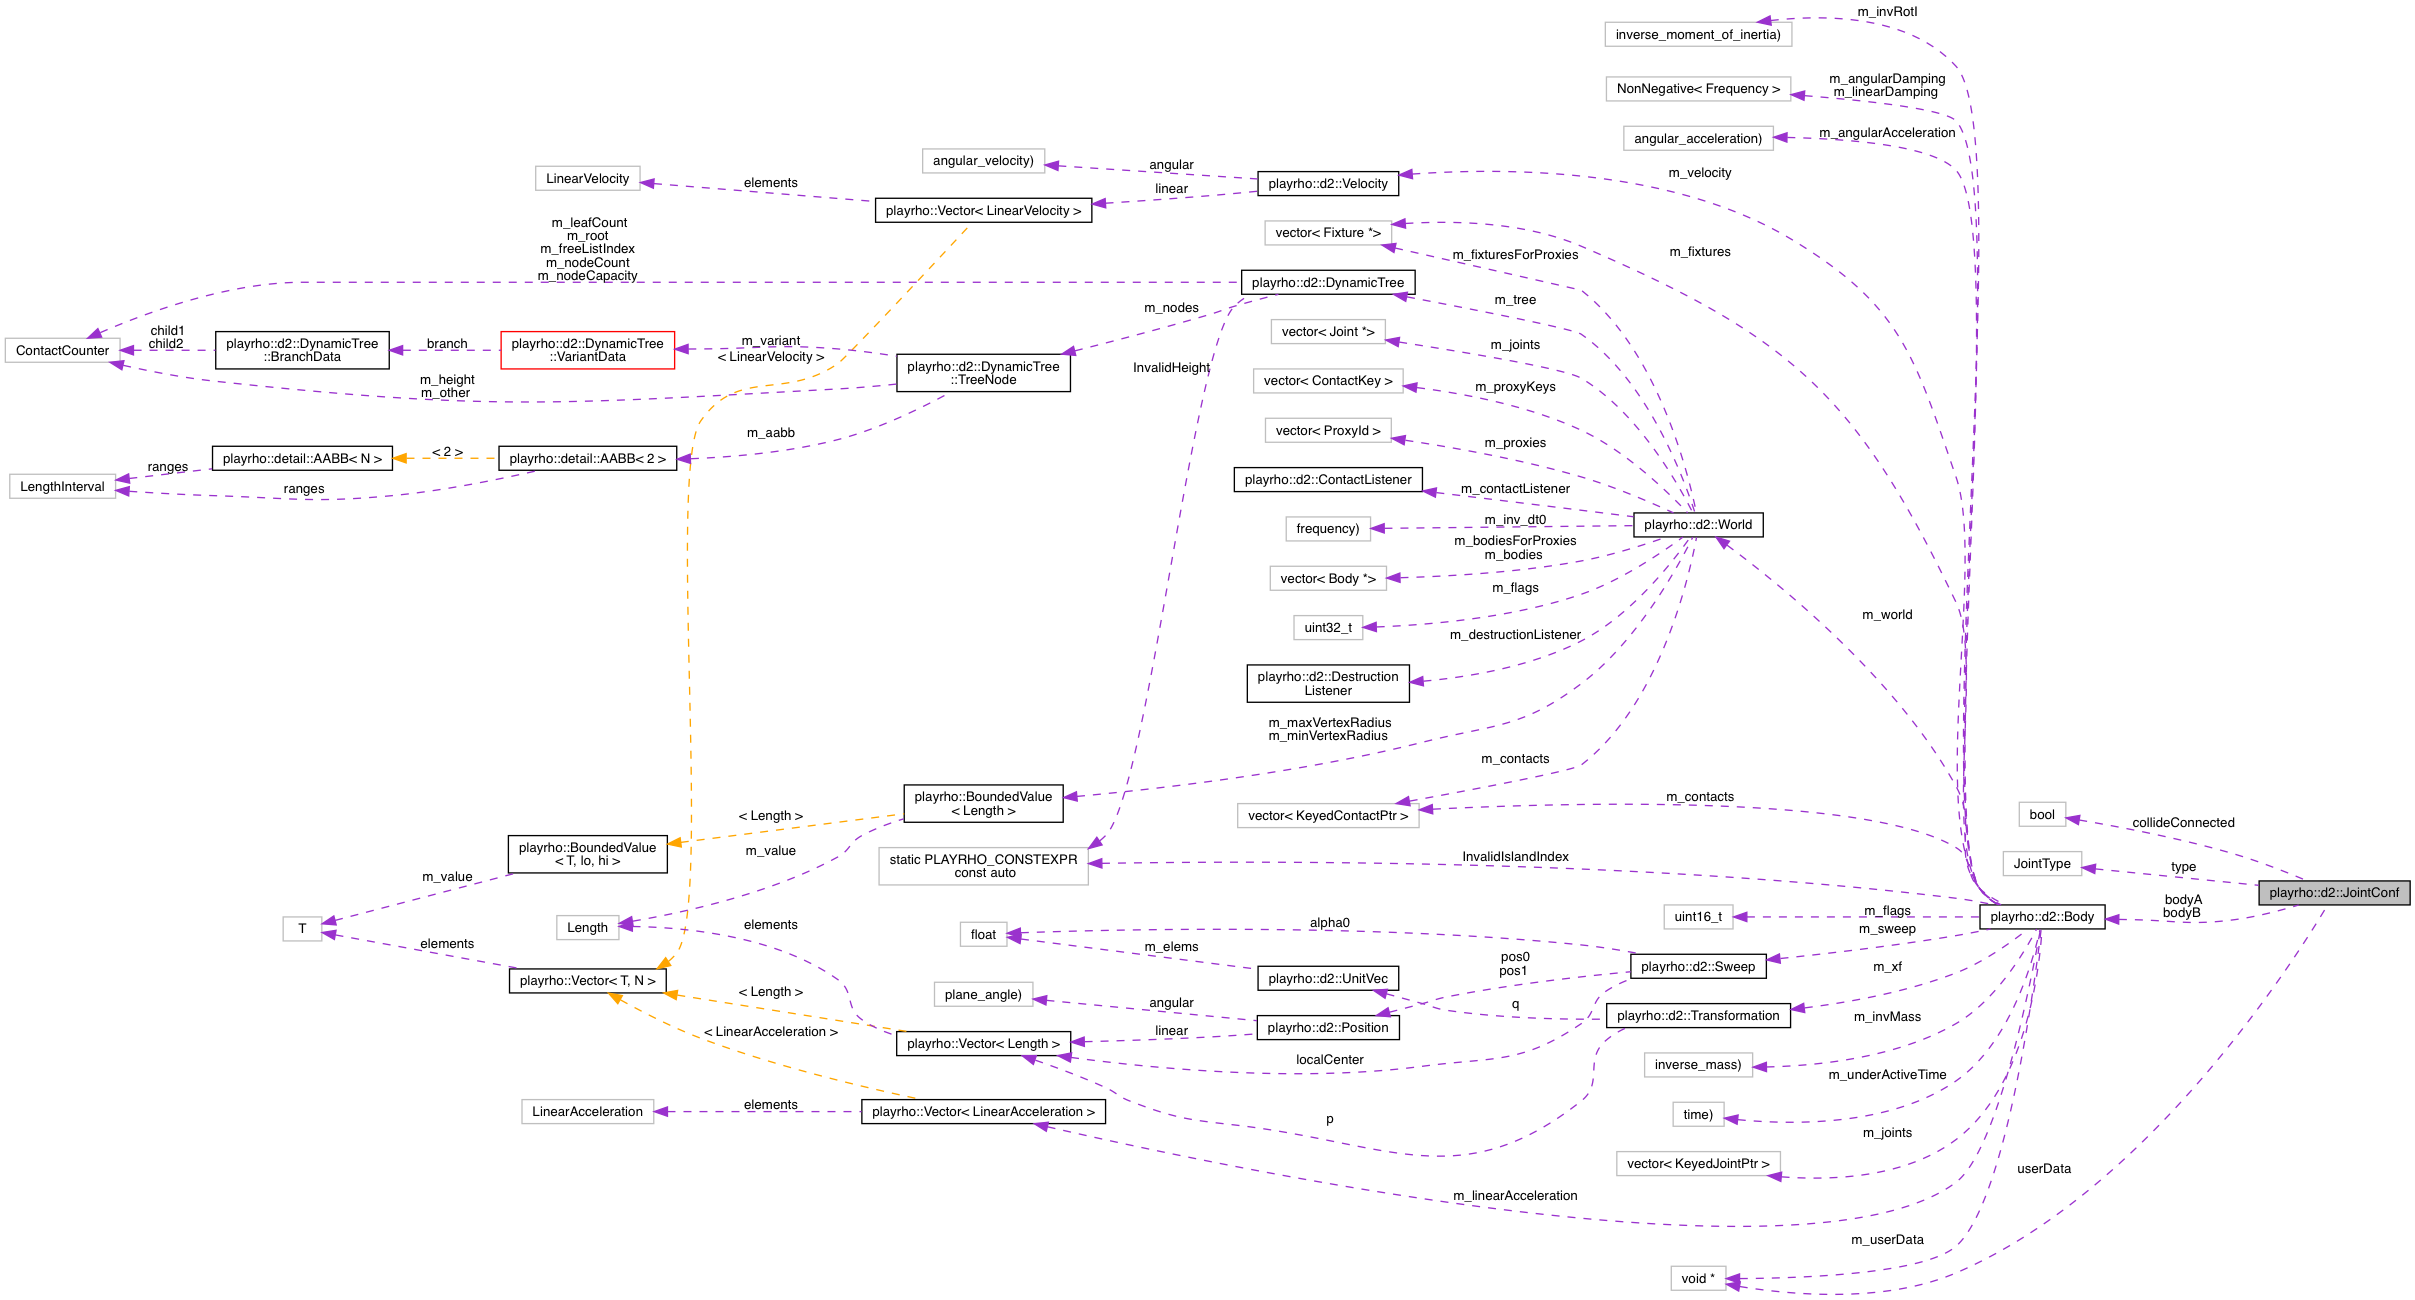 m_invRotI
inverse_moment_of_inertia)
m_angularDamping
m_linearDamping
NonNegative< Frequency >
m_angularAcceleration
angular_acceleration)
angular_velocity)
angular
LinearVelocity
elements
linear
playrho::d2::Velocity
m_velocity
playrho::Vector< LinearVelocity >
m_leafCount
m_root
m_freeListIndex
m_nodeCount
m_nodeCapacity
vector< Fixture *>
m_fixturesForProxies
m_fixtures
playrho::d2::DynamicTree
m_tree
m_nodes
child1
child2
ContactCounter
playrho::d2::DynamicTree
::BranchData
branch
playrho::d2::DynamicTree
::VariantData
m_variant
< LinearVelocity >
playrho::d2::DynamicTree
::TreeNode
InvalidHeight
vector< Joint *>
m_joints
m_height
m_other
vector< ContactKey >
m_proxyKeys
m_aabb
vector< ProxyId >
m_proxies
LengthInterval
ranges
playrho::detail::AABB< N >
< 2 >
playrho::detail::AABB< 2 >
ranges
playrho::d2::ContactListener
m_contactListener
frequency)
m_inv_dt0
playrho::d2::World
m_bodiesForProxies
m_bodies
vector< Body *>
m_flags
uint32_t
m_destructionListener
playrho::d2::Destruction
Listener
m_world
m_maxVertexRadius
m_minVertexRadius
m_contacts
playrho::BoundedValue
< Length >
vector< KeyedContactPtr >
m_contacts
bool
collideConnected
< Length >
playrho::BoundedValue
< T, lo, hi >
m_value
static PLAYRHO_CONSTEXPR
const auto
InvalidIslandIndex
JointType
type
playrho::d2::JointConf
m_value
bodyA
bodyB
T
elements
Length
elements
float
alpha0
m_elems
uint16_t
m_flags
m_sweep
playrho::d2::Body
playrho::Vector< T, N >
< Length >
plane_angle)
angular
playrho::d2::UnitVec
pos0
pos1
playrho::d2::Sweep
m_xf
q
playrho::d2::Transformation
m_invMass
< LinearAcceleration >
playrho::Vector< Length >
linear
playrho::d2::Position
localCenter
inverse_mass)
m_underActiveTime
LinearAcceleration
elements
playrho::Vector< LinearAcceleration >
p
time)
m_joints
vector< KeyedJointPtr >
userData
m_linearAcceleration
m_userData
void *